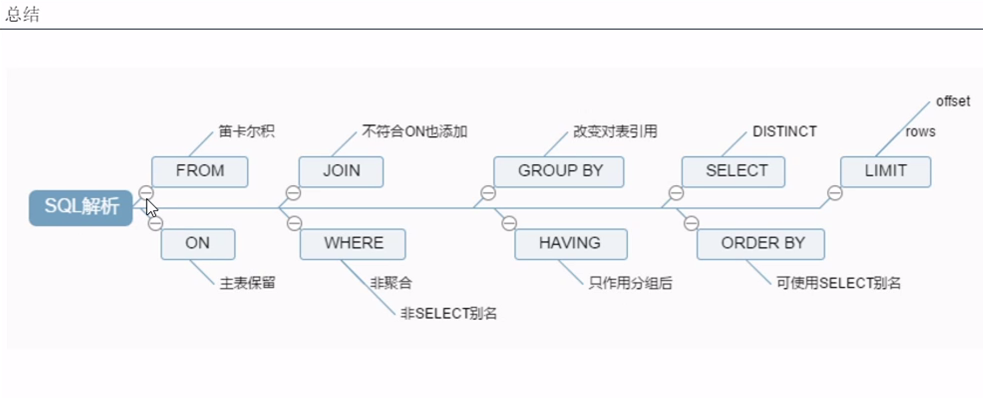 总结
offset
笛卡尔积
不符合ON也添加
改变对表引用
DISTINCT
rows
FROM
JOIN
GROUP BY
SELECT
LIMIT
SQL解析
ON
WHERE
HAVING
ORDER BY
主表保留
非聚合
只作用分组后
可使用SELECT别名
非SELECT别名